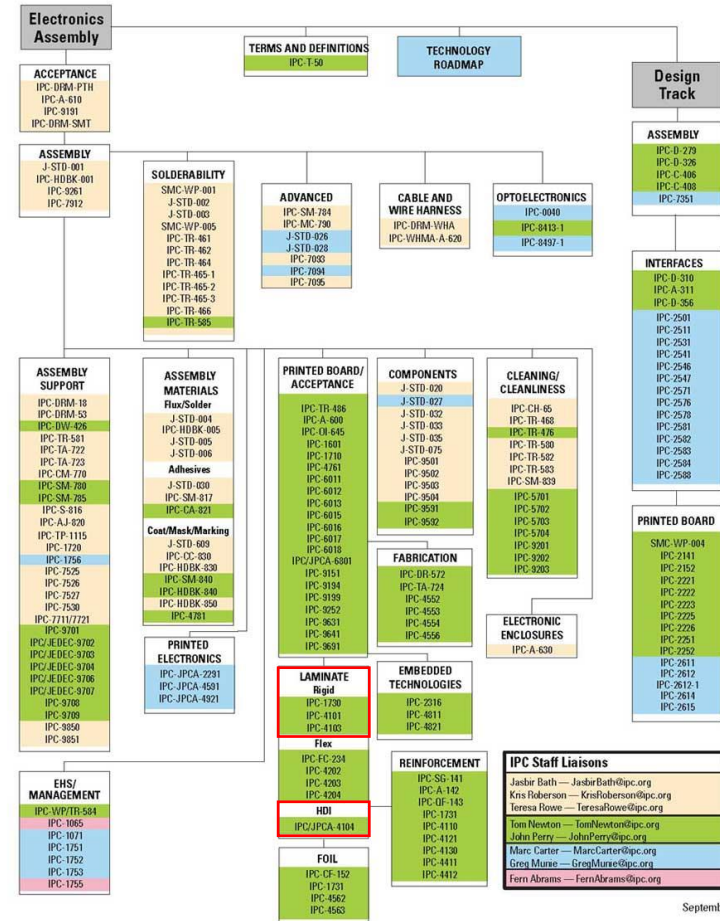 Electronics
Assembly
TERMS AND DEFINITIONS
IPC-T-50
TECHNOLOGY
ROADMAP
Design
Track
ACCEPTANCE
IPC-DRM-PTH
IPC-A-610
IPC-9191
IPC-DRM-SMT
ASSEMBLY
J-STD-001
IPC-HDBK-001
IPC-9261
IPC-7912
SOLDERABILITY
SMC-WP-001
J-STD-002
J-STD-003
SMC-WP-005
IPC-TR-461
IPC-TR-462
IPC-TR-464
IPC-TR-465-1
IPC-TR-465-2
IPC-TR-465-3
IPC-TR-466
IPC-TR-585
ADVANCED
IPC-SM-784
IPC-MC-790
J-STD-026
J-STD-028
IPC-7093
IPC-7094
IPC-7095
CABLE AND
WIRE HARNESS
IPC-DRM-WHA
IPC-WHMA-A-620
OPTOELECTRONICS
IPC-0040
IPC-8413-1
IPC-8497-1
ASSEMBLY
IPC-D-279
IPC-D-326
IPC-C-406
IPC-C-408
IPC-7351
INTERFACES
IPC-D-310
IPC-A-311
IPC-D-356
IPC-2501
IPC-2511
IPC-2531
IPC-2541
IPC-2546
IPC-2547
IPC-2571
IPC-2576
IPC-2578
IPC-2581
IPC-2582
IPC-2583
IPC-2584
IPC-2588
PRINTED BOARD
SMC-WP-004
IPC-2141
IPC-2152
IPC-2221
IPC-2222
IPC-2223
IPC-2225
IPC-2226
IPC-2251
IPC-2252
IPC-2611
IPC-2612
IPC-2612-1
IPC-2614
IPC-2615
ASSEMBLY
SUPPORT
IPC-DRM-18
IPC-DRM-53
IPC-DW-426
IPC-TR-581
IPC-TA-722
IPC-TA-723
IPC-CM-770
IPC-SM-780
IPC-SM-785
IPC-S-816
IPC-AJ-820
IPC-TP-1115
IPC-1720
IPC-1756
IPC-7525
IPC-7526
IPC-7527
IPC-7530
IPC-7711/7721
IPC-9701
IPC/JEDEC-9702
IPC/JEDEC-9703
IPC/JEDEC-9704
IPC/JEDEC-9706
IPC/JEDEC-9707
IPC-9708
IPC-9709
IPC-9850
IPC-9851
ASSEMBLY
MATERIALS
Flux/Solder
J-STD-004
IPC-HDBK-005
J-STD-005
J-STD-006
Adhesives
J-STD-030
IPC-SM-817
IPC-CA-821
Coat/Mask/Marking
J-STD-609
IPC-CC-830
IPC-HDBK-830
IPC-SM-840
IPC-HDBK-840
IPC-HDBK-850
IPC-4781
PRINTED
ELECTRONICS
IPC-JPCA-2291
IPC-JPCA-4591
IPC-JPCA-4921
PRINTED BOARD/
ACCEPTANCE
IPC-TR-486
IPC-A-600
IPC-OI-645
IPC-1601
IPC-1710
IPC-4761
IPC-6011
IPC-6012
IPC-6013
IPC-6015
IPC-6016
IPC-6017
IPC-6018
IPC/JPCA-6801
IPC-9151
IPC-9194
IPC-9199
IPC-9252
IPC-9631
IPC-9641
IPC-9691
COMPONENTS
J-STD-020
J-STD-027
J-STD-032
J-STD-033
J-STD-035
J-STD-075
IPC-9501
IPC-9502
IPC-9503
IPC-9504
IPC-9591
IPC-9592
CLEANING/
CLEANLINESS
IPC-CH-65
IPC-TR-468
IPC-TR-476
IPC-TR-580
IPC-TR-582
IPC-TR-583
IPC-SM-839
IPC-5701
IPC-5702
IPC-5703
IPC-5704
IPC-9201
IPC-9202
IPC-9203
FABRICATION
IPC-DR-572
IPC-TA-724
IPC-4552
IPC-4553
IPC-4554
IPC-4556
ELECTRONIC
ENCLOSURES
IPC-A-630
LAMINATE
Rigid
IPC-1730
IPC-4101
IPC-4103
Flex
IPC-FC-234
IPC-4202
IPC-4203
IPC-4204
HDI
IPC/JPCA-4104
FOIL
IPC-CF-152
IPC-1731
IPC-4562
IPC-4563
EMBEDDED
TECHNOLOGIES
IPC-2316
IPC-4811
IPC-4821
REINFORCEMENT
IPC-SG-141
IPC-A-142
IPC-QF-143
IPC-1731
IPC-4110
IPC-4121
IPC-4130
IPC-4411
IPC-4412
EHS/
MANAGEMENT
IPC-WP/TR-584
IPC-1065
IPC-1071
IPC-1751
IPC-1752
IPC-1753
IPC-1755
IPC Staff Liaisons
Jasbir Bath — JasbirBath@ipc.org
Kris Roberson — KrisRoberson@ipc.org
Teresa Rowe — TeresaRowe@ipc.org
Tom Newton — TomNewton@ipc.org
John Perry — JohnPerry@ipc.org
Marc Carter — MarcCarter@ipc.org
Greg Munie — GregMunie@ipc.org
Fern Abrams — FernAbrams@ipc.org
Septemb